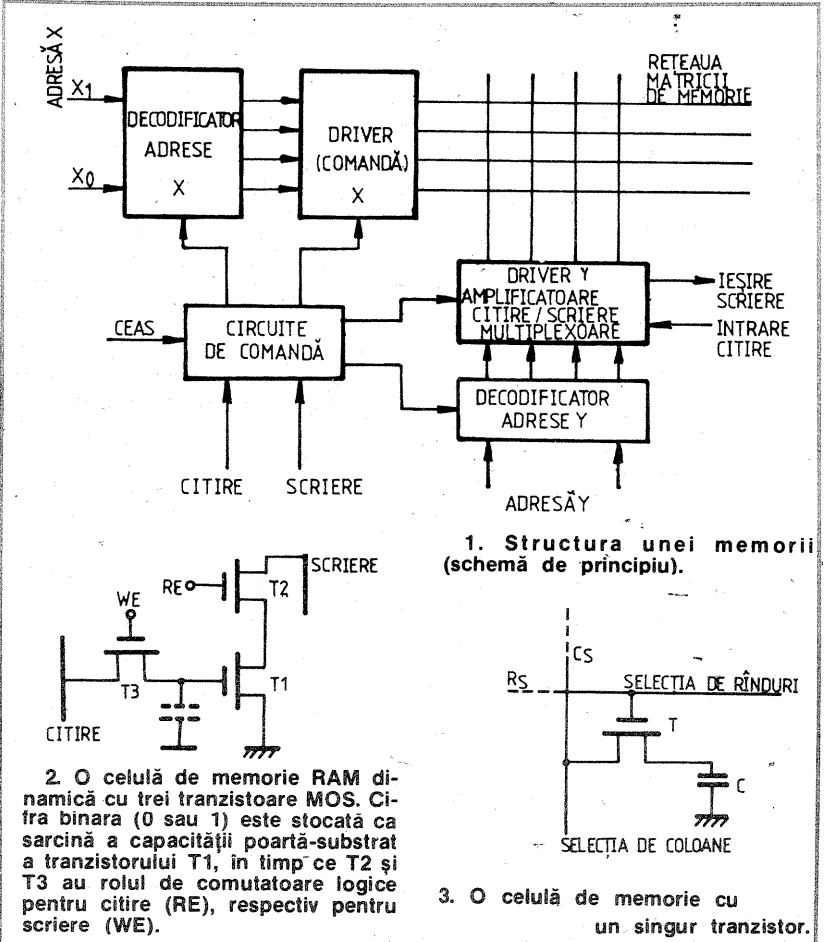 ADRESĂ X
X1
X0
DECODIFICATOR
ADRESE
X
DRIVER
(COMANDĂ)
X
REȚEAUA
MATRICII
DE MEMORIE
DRIVER Y
AMPLIFICATOARE
CITIRE / SCRIERE
MULTIPLEXOARE
IEȘIRE
SCRIERE
INTRARE
CITIRE
CEAS
CIRCUITE
DE COMANDĂ
DECODIFICATOR
ADRESE Y
CITIRE
SCRIERE
ADRESĂ Y
1. Structura unei memorii
(schemă de principiu).
SCRIERE
RE
T2
WE
T3
T1
CITIRE
2. O celulă de memorie RAM di-
namică cu trei tranzistoare MOS. Ci-
fra binara (0 sau 1) este stocată ca
sarcină a capacității poartă-substrat
a tranzistorului T1, în timp ce T2 și
T3 au rolul de comutatoare logice
pentru citire (RE), respectiv pentru
scriere (WE).
CS
RS
SELECȚIA DE RÎNDURI
T
C
SELECȚIA DE COLOANE
3. O celulă de memorie cu
un singur tranzistor.